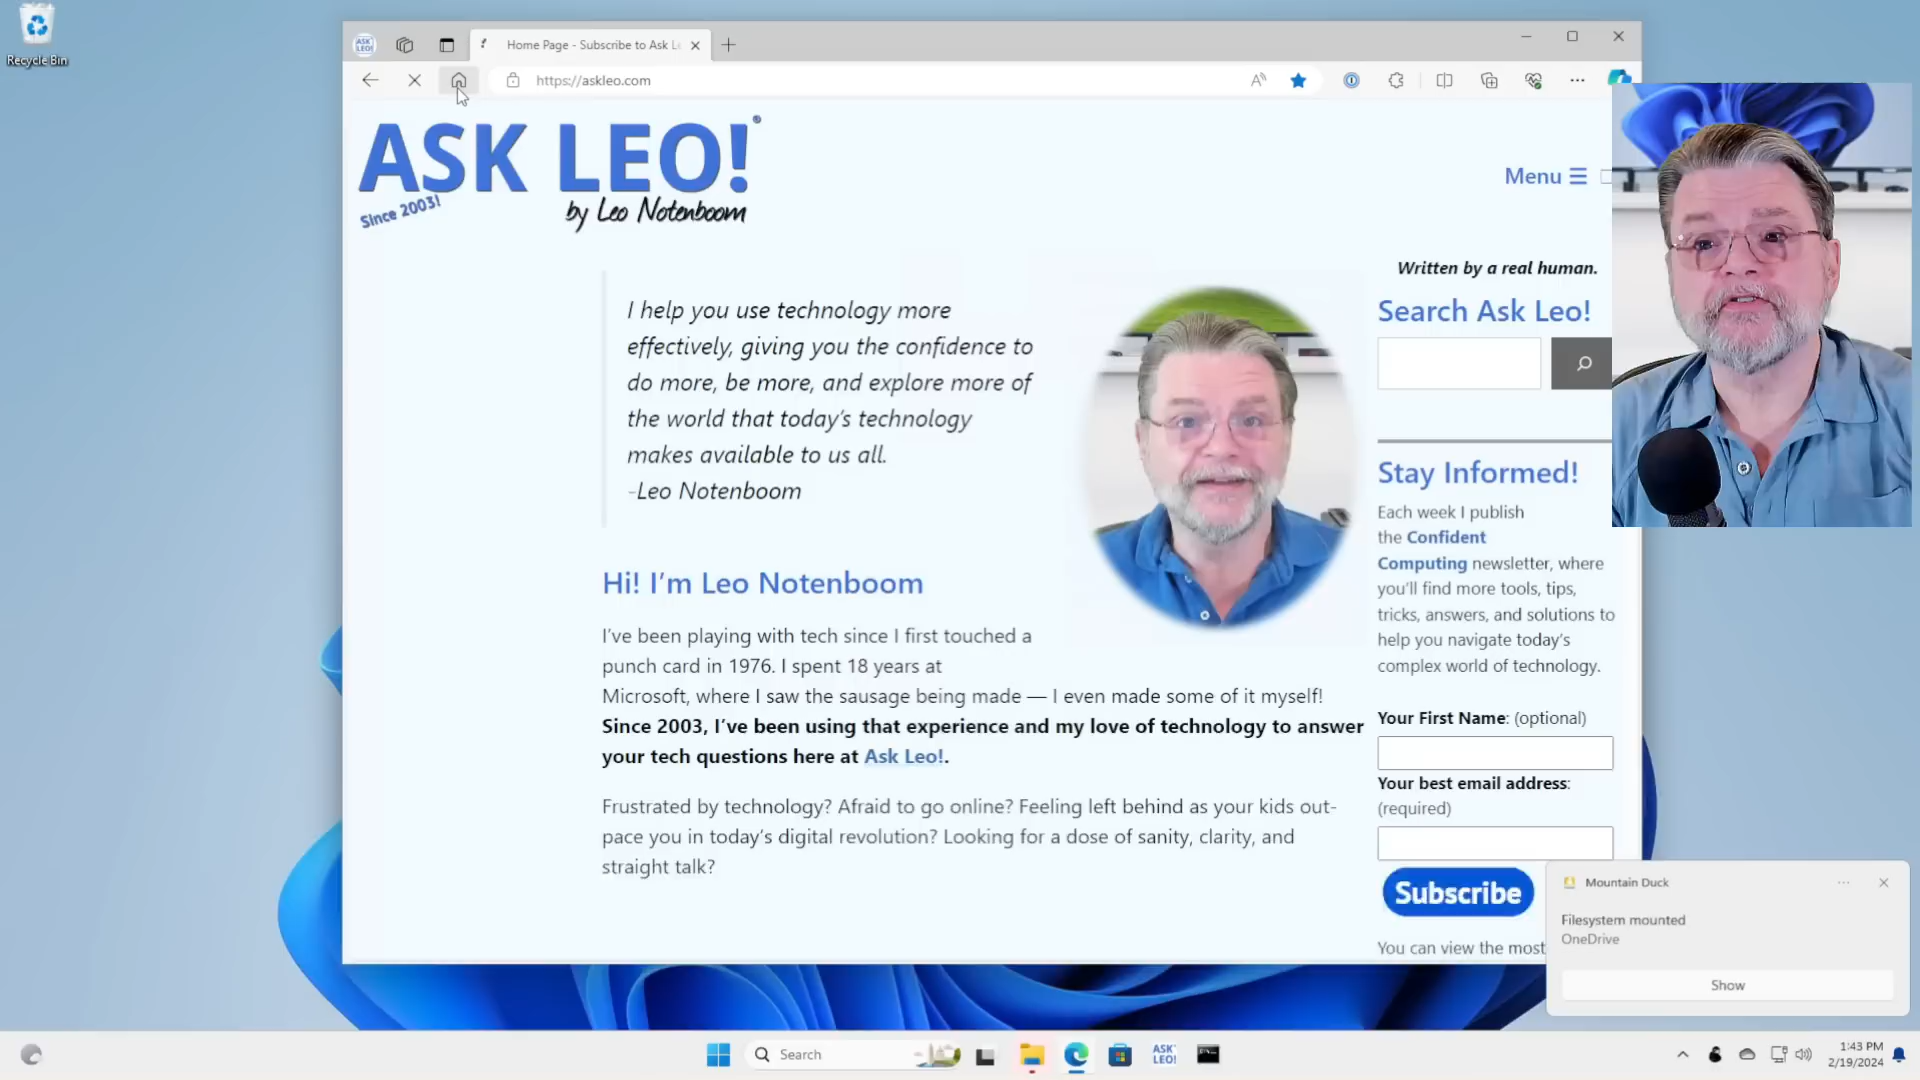 Recycle Bin
ASK LEO!
Home Page - Subscribe to Ask Le
https://askleo.com
ASK LEO!
Since 2003!
by Leo Notenboom
Menu
I help you use technology more
effectively, giving you the confidence to
do more, be more, and explore more of
the world that today's technology
makes available to us all.
-Leo Notenboom
Hi! I'm Leo Notenboom
I've been playing with tech since I first touched a
punch card in 1976. I spent 18 years at
Microsoft, where I saw the sausage being made — I even made some of it myself!
Since 2003, I've been using that experience and my love of technology to answer
your tech questions here at Ask Leo!.
Frustrated by technology? Afraid to go online? Feeling left behind as your kids out-
pace you in today's digital revolution? Looking for a dose of sanity, clarity, and
straight talk?
Written by a real human.
Search Ask Leo!
Stay Informed!
Each week I publish
the Confident
Computing newsletter, where
you'll find more tools, tips,
tricks, answers, and solutions to
help you navigate today's
complex world of technology.
Your First Name: (optional)
Your best email address:
(required)
Subscribe
You can view the most
Mountain Duck
Filesystem mounted
OneDrive
Show
Search
ASK LEO!
1:43 PM
2/19/2024